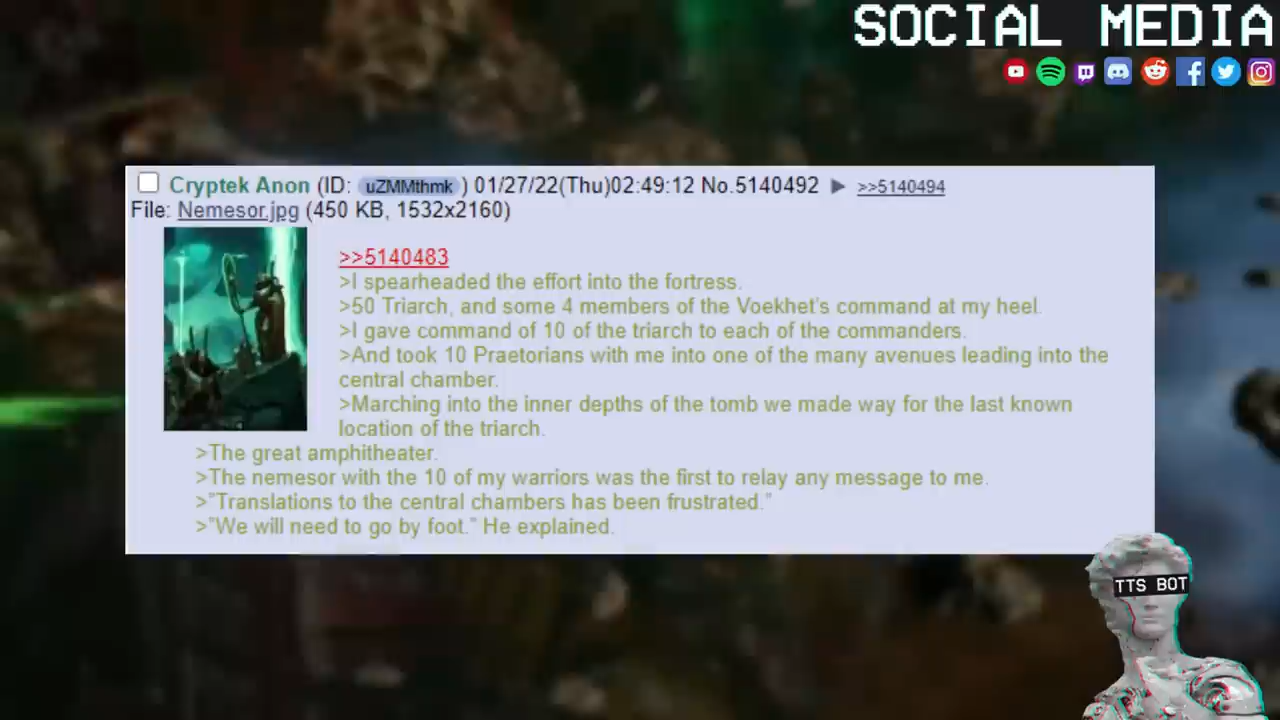 SOCIAL MEDIA
Cryptek Anon (ID: uZMMthmk ) 01/27/22(Thu)02:49:12 No.5140492 ▶ >>5140494
File: Nemesor.jpg (450 KB, 1532x2160)
>>5140483
>I spearheaded the effort into the fortress.
>50 Triarch, and some 4 members of the Voekhet's command at my heel.
>I gave command of 10 of the triarch to each of the commanders.
>And took 10 Praetorians with me into one of the many avenues leading into the
central chamber.
>Marching into the inner depths of the tomb we made way for the last known
location of the triarch.
>The great amphitheater.
>The nemesor with the 10 of my warriors was the first to relay any message to me.
>"Translations to the central chambers has been frustrated."
>"We will need to go by foot." He explained.
TTS BOT